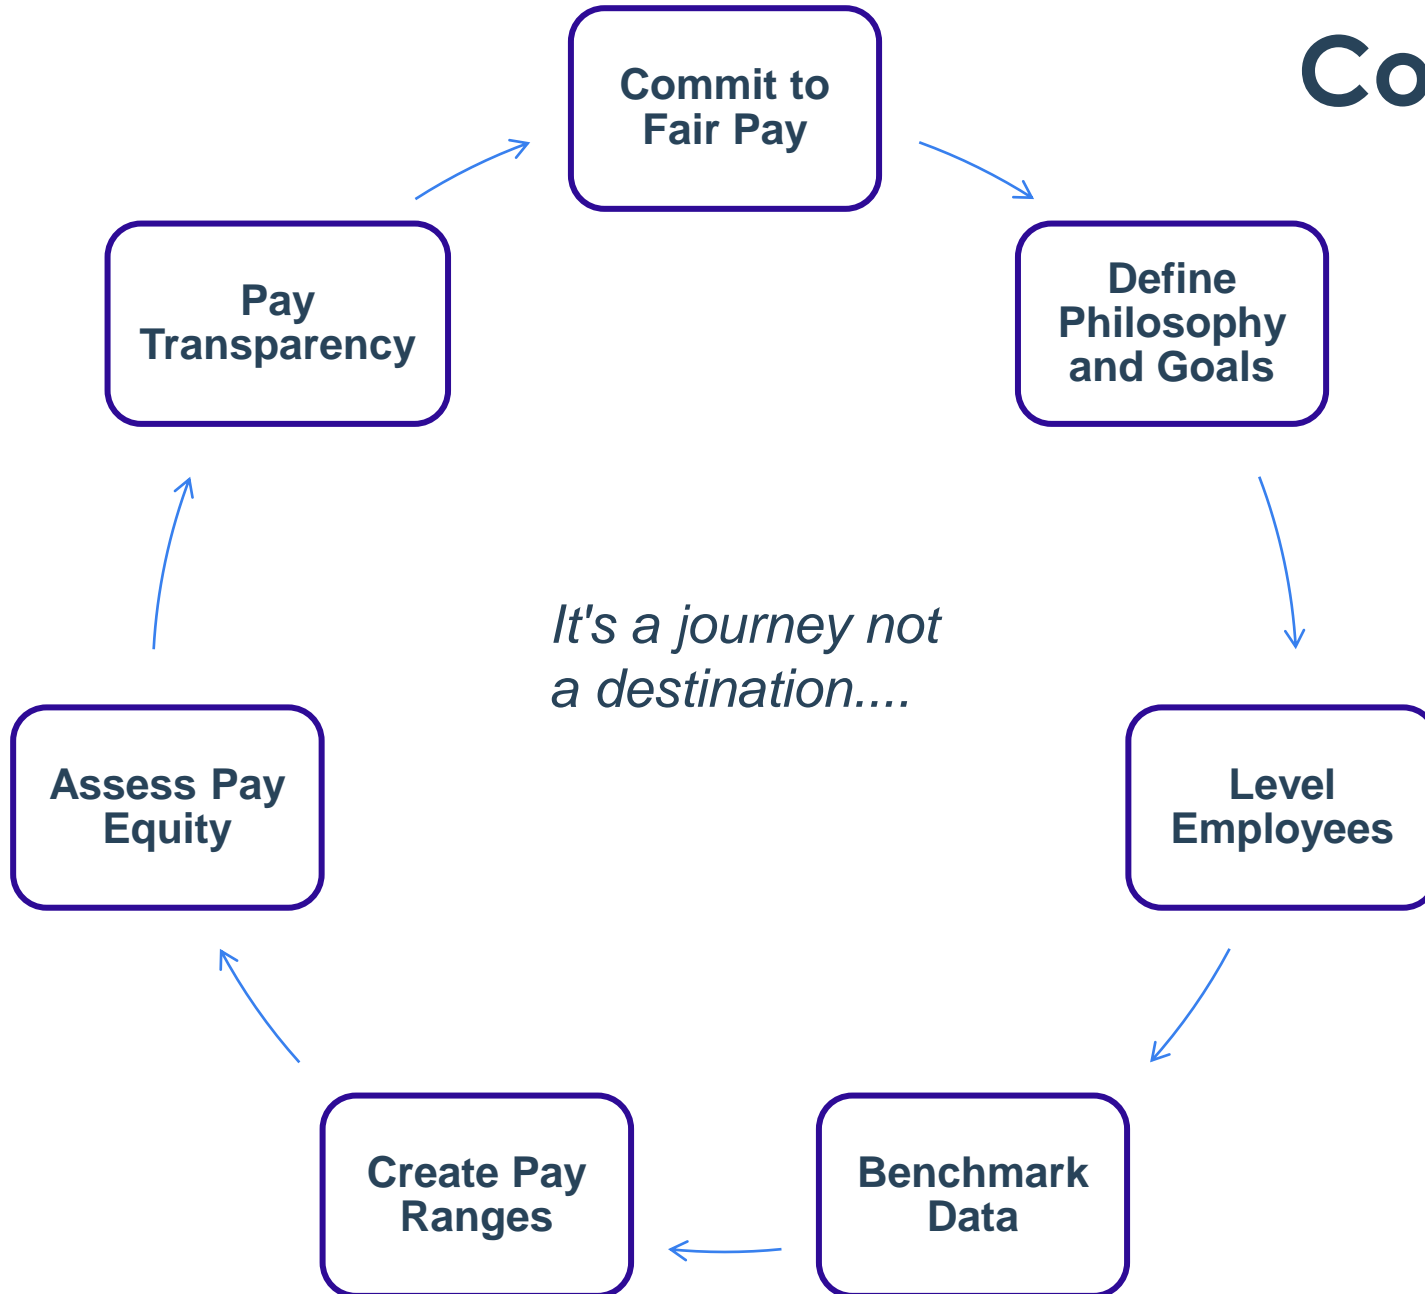 Commit to
Fair Pay
Define
Philosophy
and Goals
Level
Employees
Benchmark
Data
Create Pay
Ranges
Assess Pay
Equity
Pay
Transparency
It's a journey not
a destination....